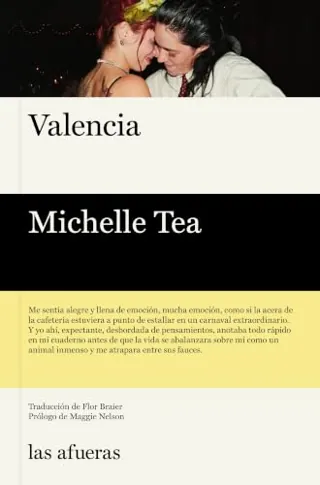 Valencia
Michelle Tea
Me sentía alegre y llena de emoción, mucha emoción, como si la acera de
la cafetería estuviera a punto de estallar en un carnaval extraordinario.
Y yo ahí, expectante, desbordada de pensamientos, anotaba todo rápido
en mi cuaderno antes de que la vida se abalanzara sobre mí como un
animal inmenso y me atrapara entre sus fauces.
Traducción de Flor Braier
Prólogo de Maggie Nelson
las afueras